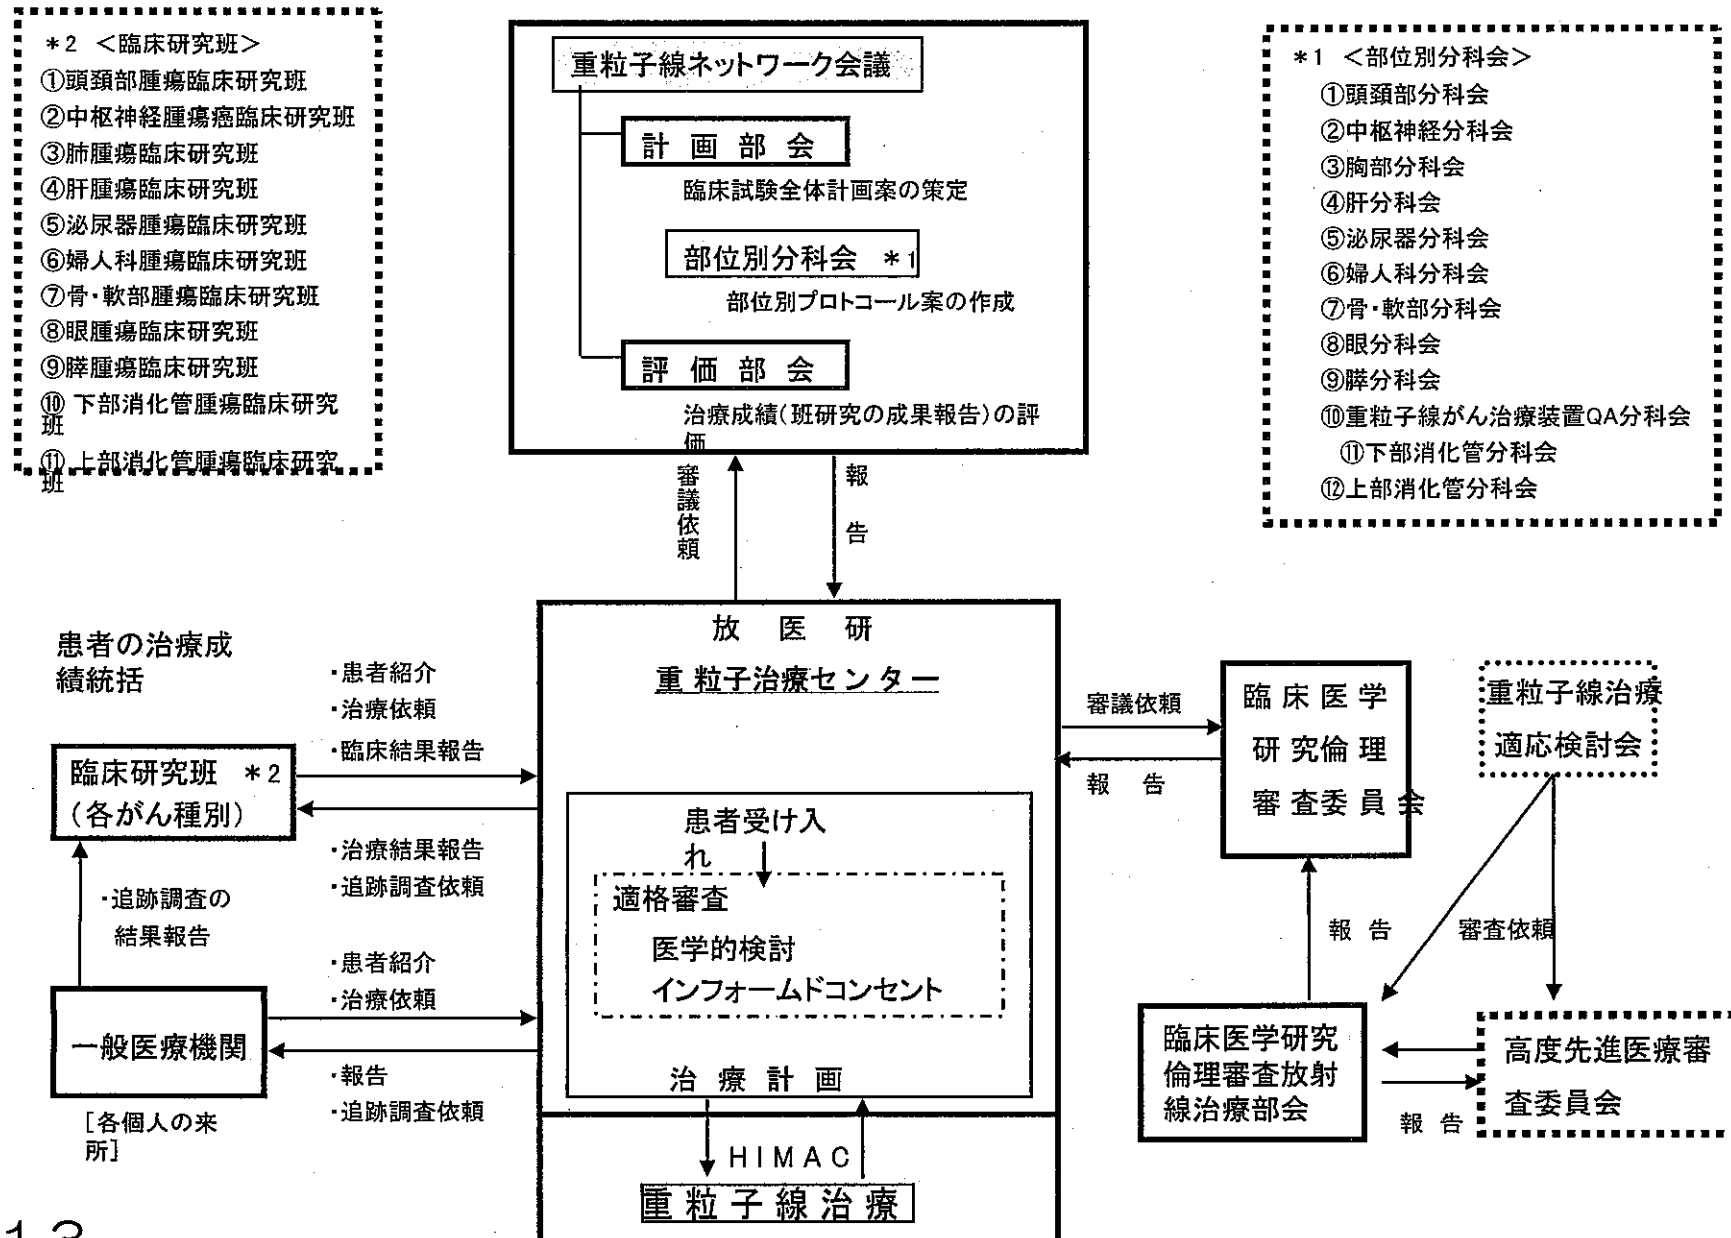 *2 <臨床研究班>
①頭頚部腫瘍臨床研究班
②中枢神経腫瘍癌臨床研究班
③肺腫瘍臨床研究班
④肝腫瘍臨床研究班
⑤泌尿器腫瘍臨床研究班
⑥婦人科腫瘍臨床研究班
⑦骨・軟部腫瘍臨床研究班
⑧眼腫瘍臨床研究班
⑨膵腫瘍臨床研究班
⑩ 下部消化管腫瘍臨床研究
班
⑪ 上部消化管腫瘍臨床研究
班
重粒子線ネットワーク会議
計 画 部 会
臨床試験全体計画案の策定
部位別分科会 *1
部位別プロトコール案の作成
評 価 部 会
治療成績(班研究の成果報告)の評
価
*1 <部位別分科会>
①頭頚部分科会
②中枢神経分科会
③胸部分科会
④肝分科会
⑤泌尿器分科会
⑥婦人科分科会
⑦骨・軟部分科会
⑧眼分科会
⑨膵分科会
⑩重粒子線がん治療装置QA分科会
⑪下部消化管分科会
⑫上部消化管分科会
審議依頼
報 告
放 医 研
重粒子治療センター
患者の治療成
績統括
・患者紹介
・治療依頼
・臨床結果報告
臨床研究班 *2
(各がん種別)
・治療結果報告
・追跡調査依頼
・追跡調査の
結果報告
・患者紹介
・治療依頼
一般医療機関
・報告
・追跡調査依頼
[各個人の来
所]
患者受け入
れ
適格審査
医学的検討
インフォームドコンセント
治 療 計 画
HIMAC
重 粒 子 線 治 療
審議依頼
報 告
臨 床 医 学
研 究 倫 理
審 査 委 員 会
重粒子線治療
適応検討会
報 告
審査依頼
臨床医学研究
倫理審査放射
線治療部会
高度先進医療審
査委員会
報 告
13